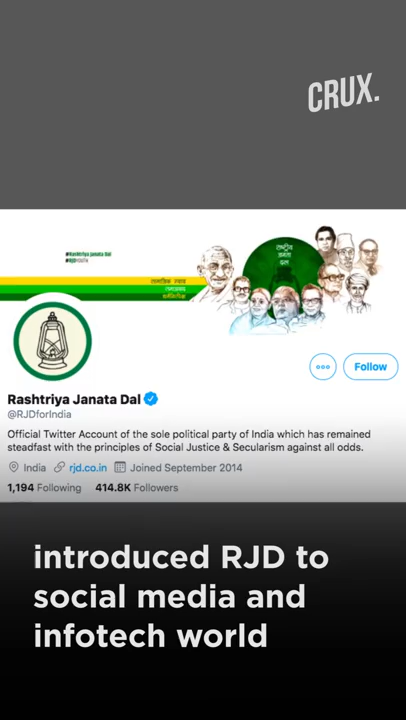 CRUX.
#Rashtriya Janata Dal
राष्ट्रीय
जनता
दल
सामाजिक न्याय
Rashtriya Janata Dal
Follow
@RJDforIndia
Official Twitter Account of the sole political party of India which has remained
steadfast with the principles of Social Justice & Secularism against all odds.
India rjd.co.in Joined September 2014
1,194 Following 414.8K Followers
introduced RJD to
social media and
infotech world